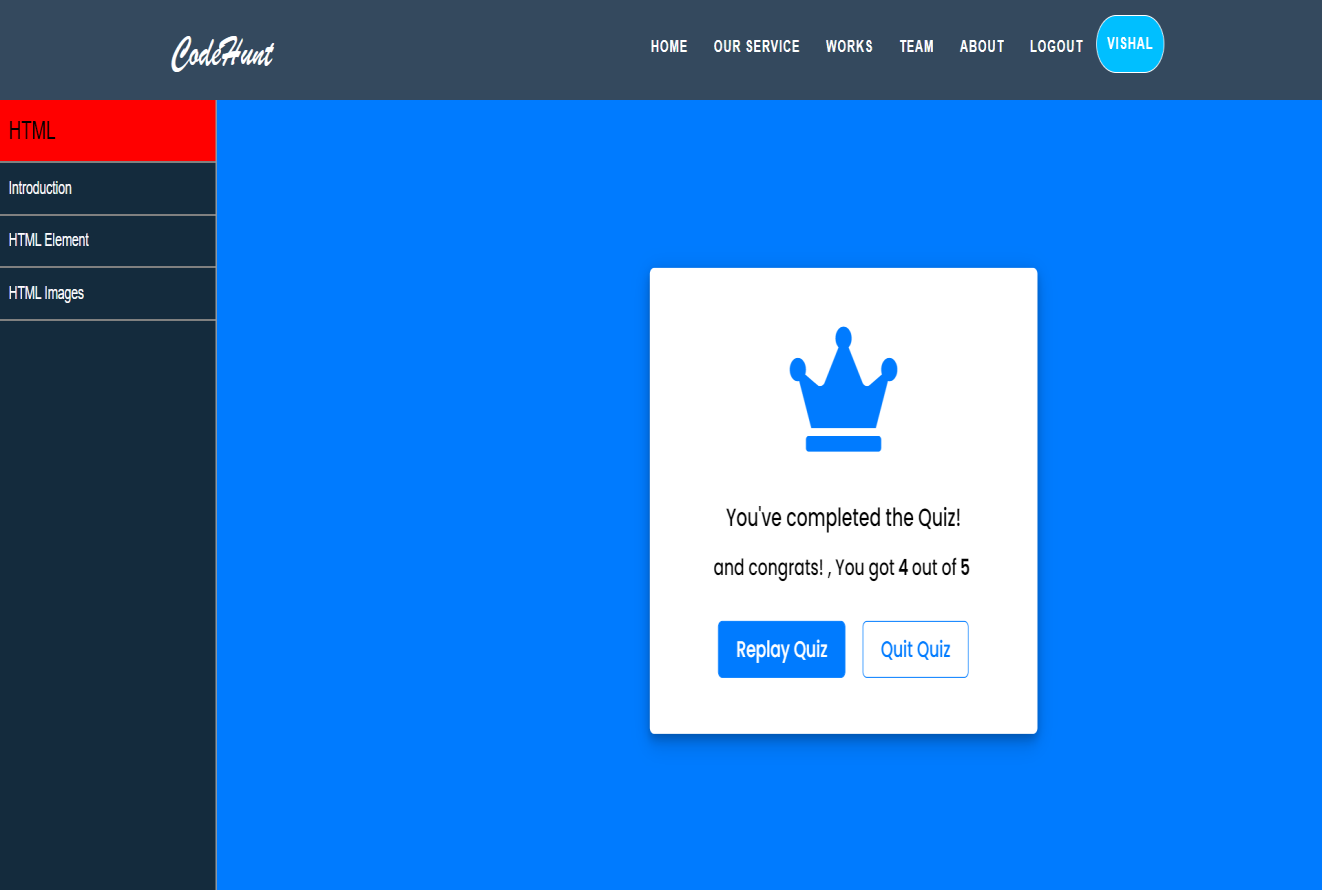 CodeHunt
HOME OUR SERVICE WORKS TEAM ABOUT LOGOUT VISHAL
HTML
Introduction
HTML Element
HTML Images
You've completed the Quiz!
and congrats! , You got 4 out of 5
Replay Quiz Quit Quiz